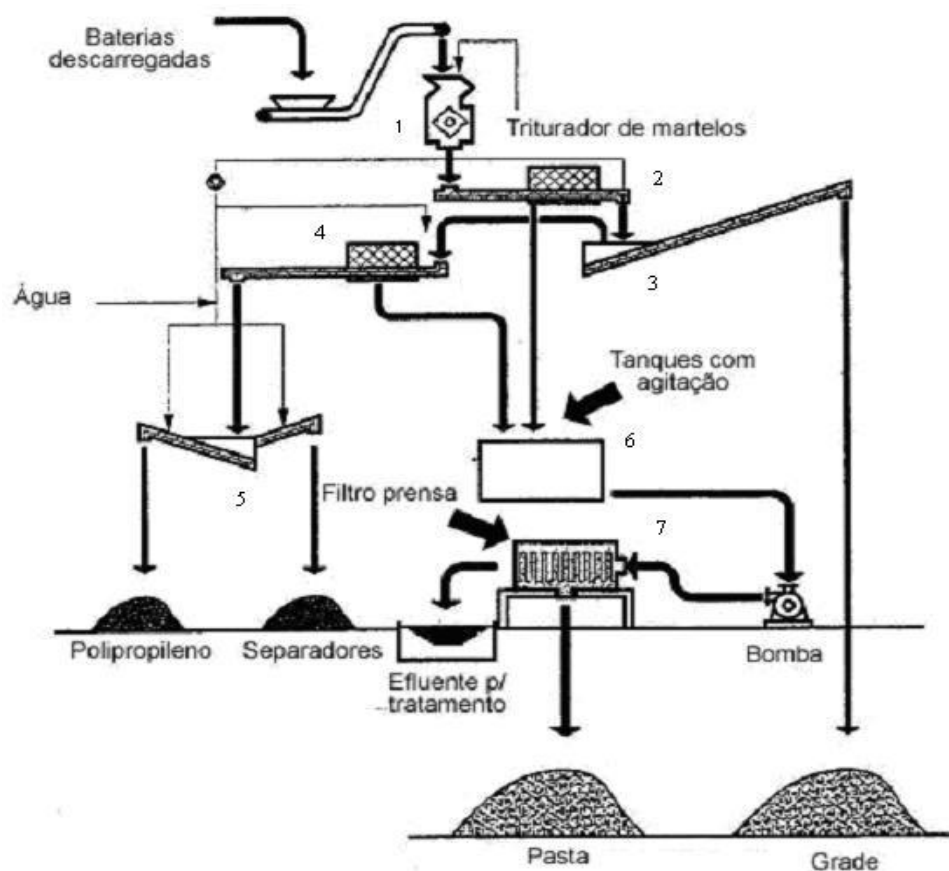 Baterias
descarregadas
1
Triturador de martelos
2
4
3
Água
Tanques com
agitação
6
5
Filtro prensa
7
Polipropileno
Separadores
Efluente p/
tratamento
Bomba
Pasta
Grade